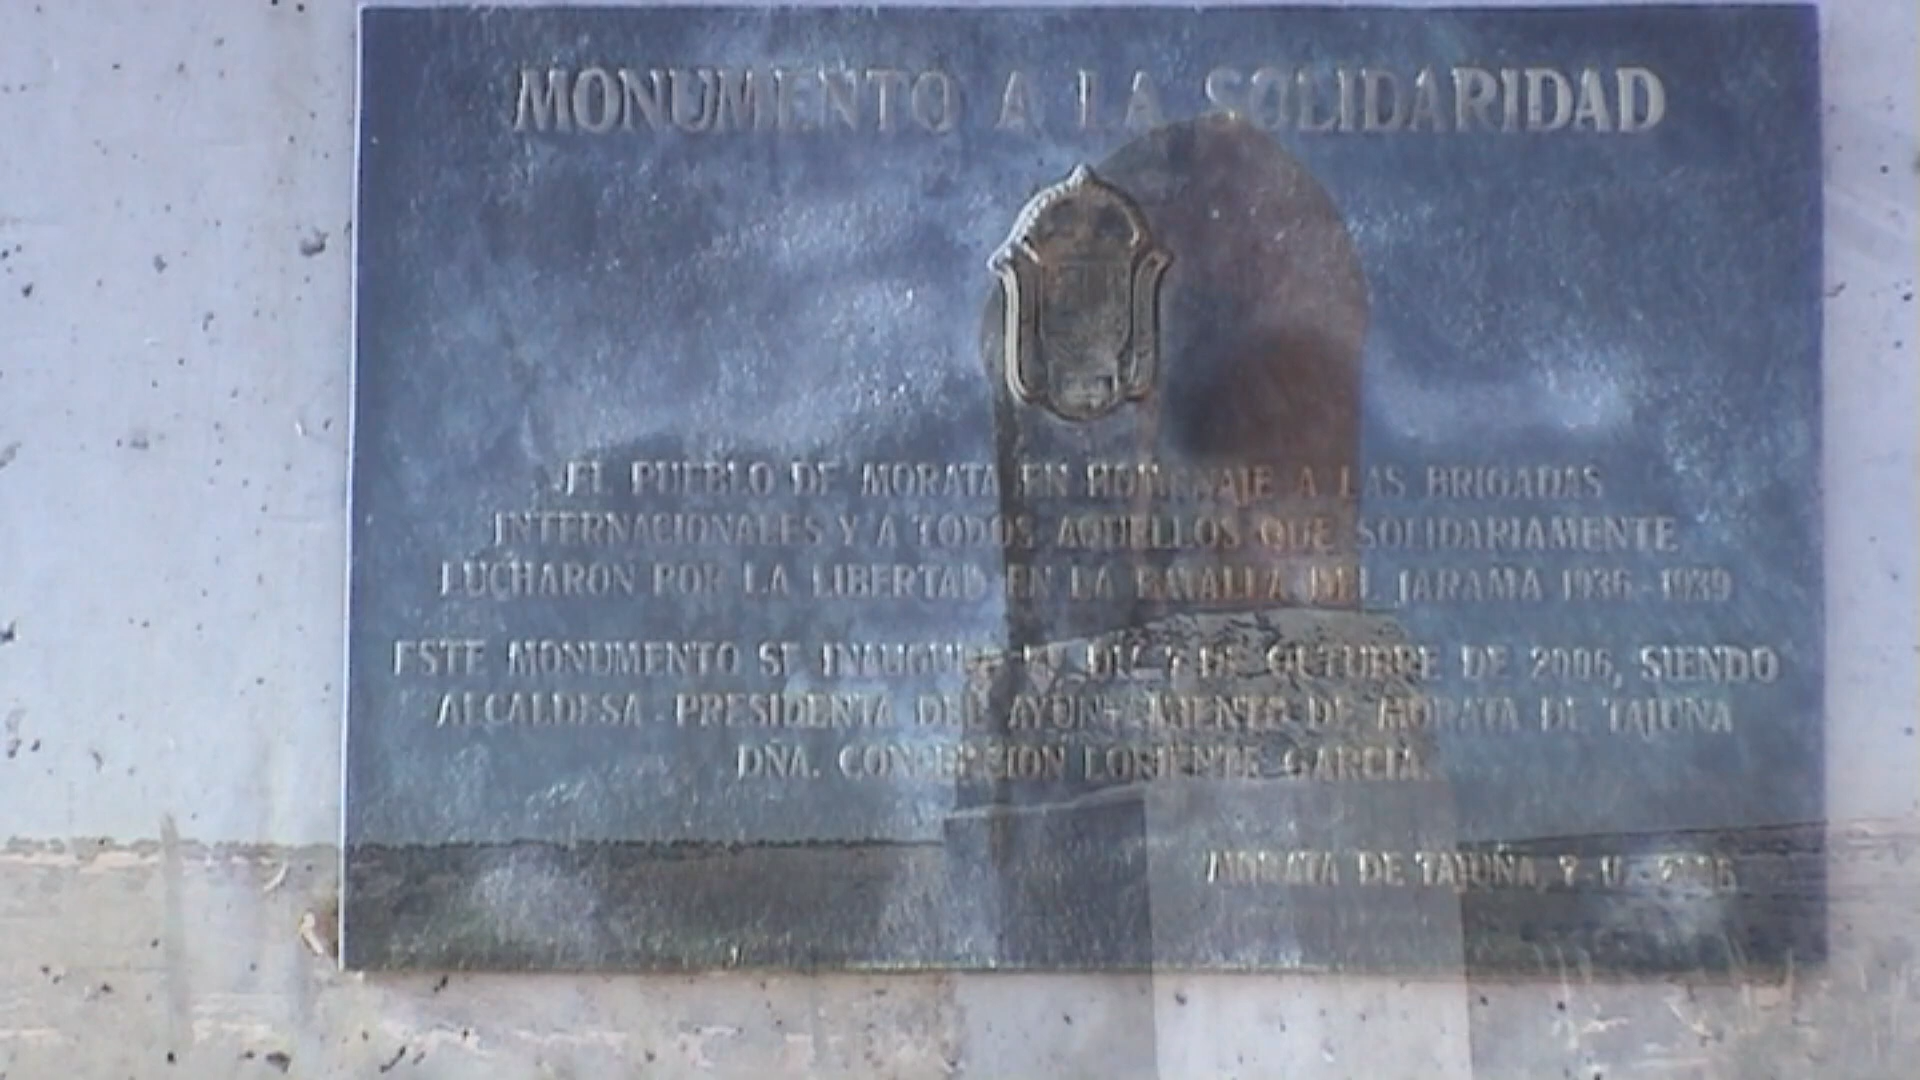 MONUMENTO A LA SOLIDARIDAD
EL PUEBLO DE MORATA EN HOMENAJE A LAS BRIGADAS
INTERNACIONALES Y A TODOS AQUELLOS QUE SOLIDARIAMENTE
LUCHARON POR LA LIBERTAD EN LA BATALLA DEL JARAMA 1936-1939
ESTE MONUMENTO SE INAUGURÓ EL DIA 7 DE OCTUBRE DE 2006, SIENDO
ALCALDESA-PRESIDENTA DEL AYUNTAMIENTO DE MORATA DE TAJUÑA
DÑA. CONCEPCION LORIENTE GARCIA.
MORATA DE TAJUÑA,